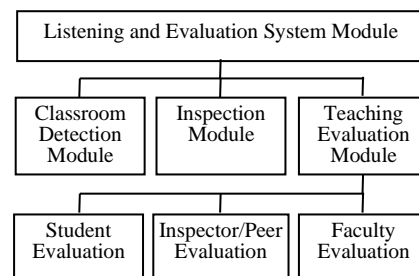 Listening and Evaluation System Module
Classroom
Detection
Module
Inspection
Module
Teaching
Evaluation
Module
Student
Evaluation
Inspector/Peer
Evaluation
Faculty
Evaluation